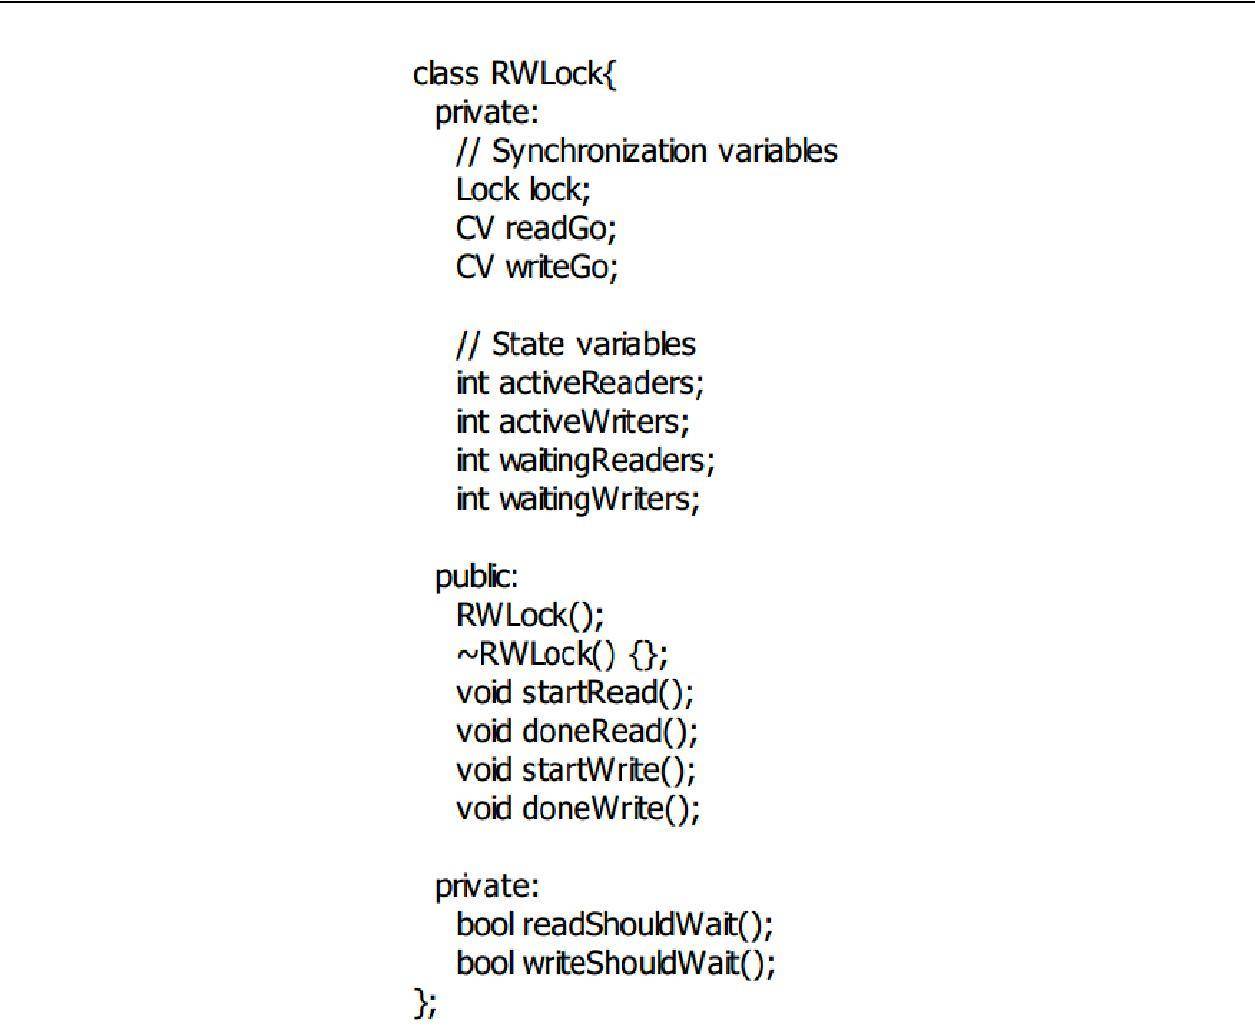 class RWLock{
private:
// Synchronization variables
Lock lock;
CV readGo;
CV writeGo;
// State variables
int activeReaders;
int activeWriters;
int waitingReaders;
int waitingWriters;
public:
RWLock();
~RWLock() {};
void startRead();
void doneRead();
void startWrite();
void doneWrite();
private:
bool readShouldWait();
bool writeShouldWait();
};